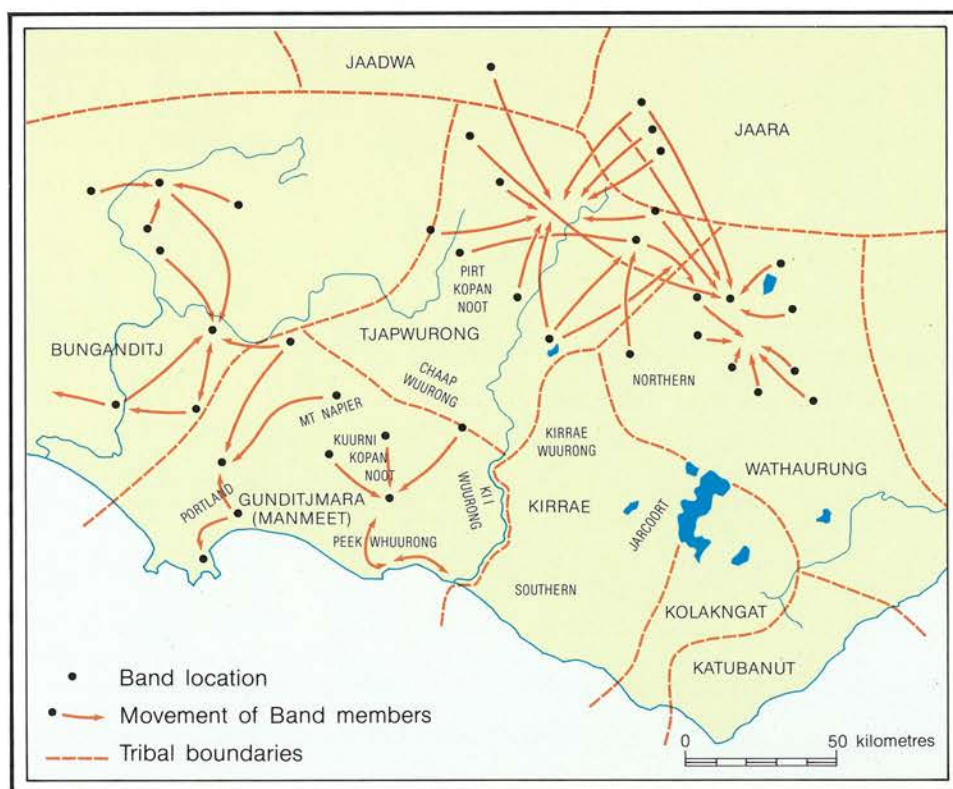 JAADWA
JAARA
PIRT
KOPAN
NOOT
BUNGANDITJ
TJAPWURONG
CHAAP
WUURONG
NORTHERN
MT NAPIER
KUURNI
KOPAN
NOOT
KIRRAE
WUURONG
WATHAURUNG
KII
WUURONG
PORTLAND
GUNDITJMARA
(MANMEET)
KIRRAE
JARCOORT
PEEK WHUURONG
SOUTHERN
KOLAKNGAT
KATUBANUT
Band location
Movement of Band members
Tribal boundaries
0 50 kilometres